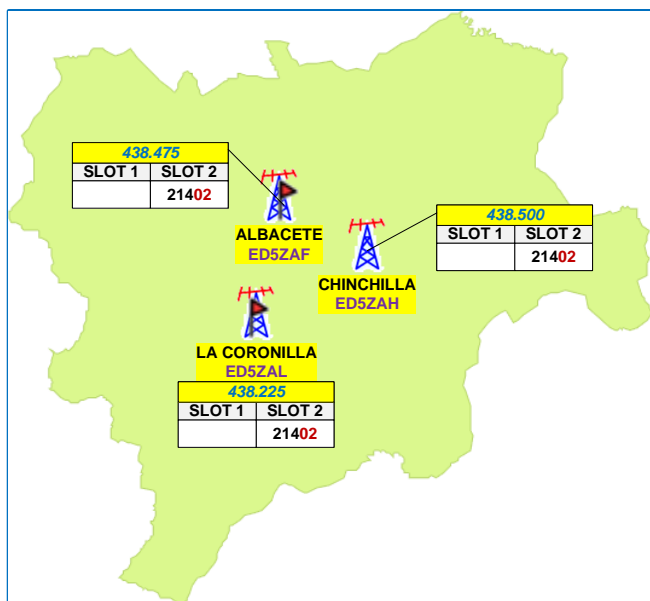 438.475
SLOT 1 SLOT 2
21402
ALBACETE
ED5ZAF
438.500
SLOT 1 SLOT 2
21402
CHINCHILLA
ED5ZAH
LA CORONILLA
ED5ZAL
438.225
SLOT 1 SLOT 2
21402